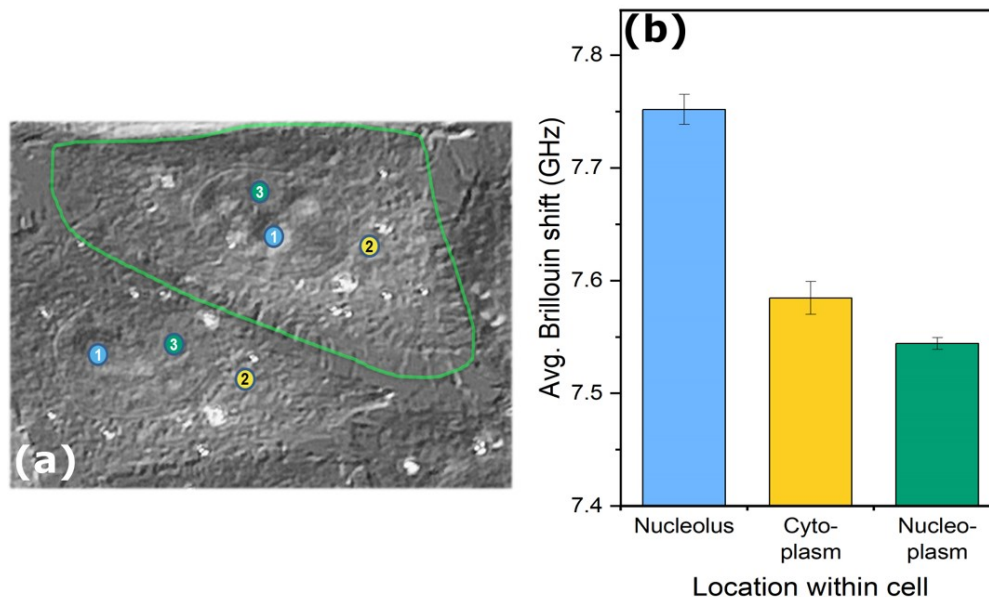 (a)
3
1
2
3
1
2
(b)
Avg. Brillouin shift (GHz)
7.8
7.7
7.6
7.5
7.4
Nucleolus
Cyto-
plasm
Nucleo-
plasm
Location within cell